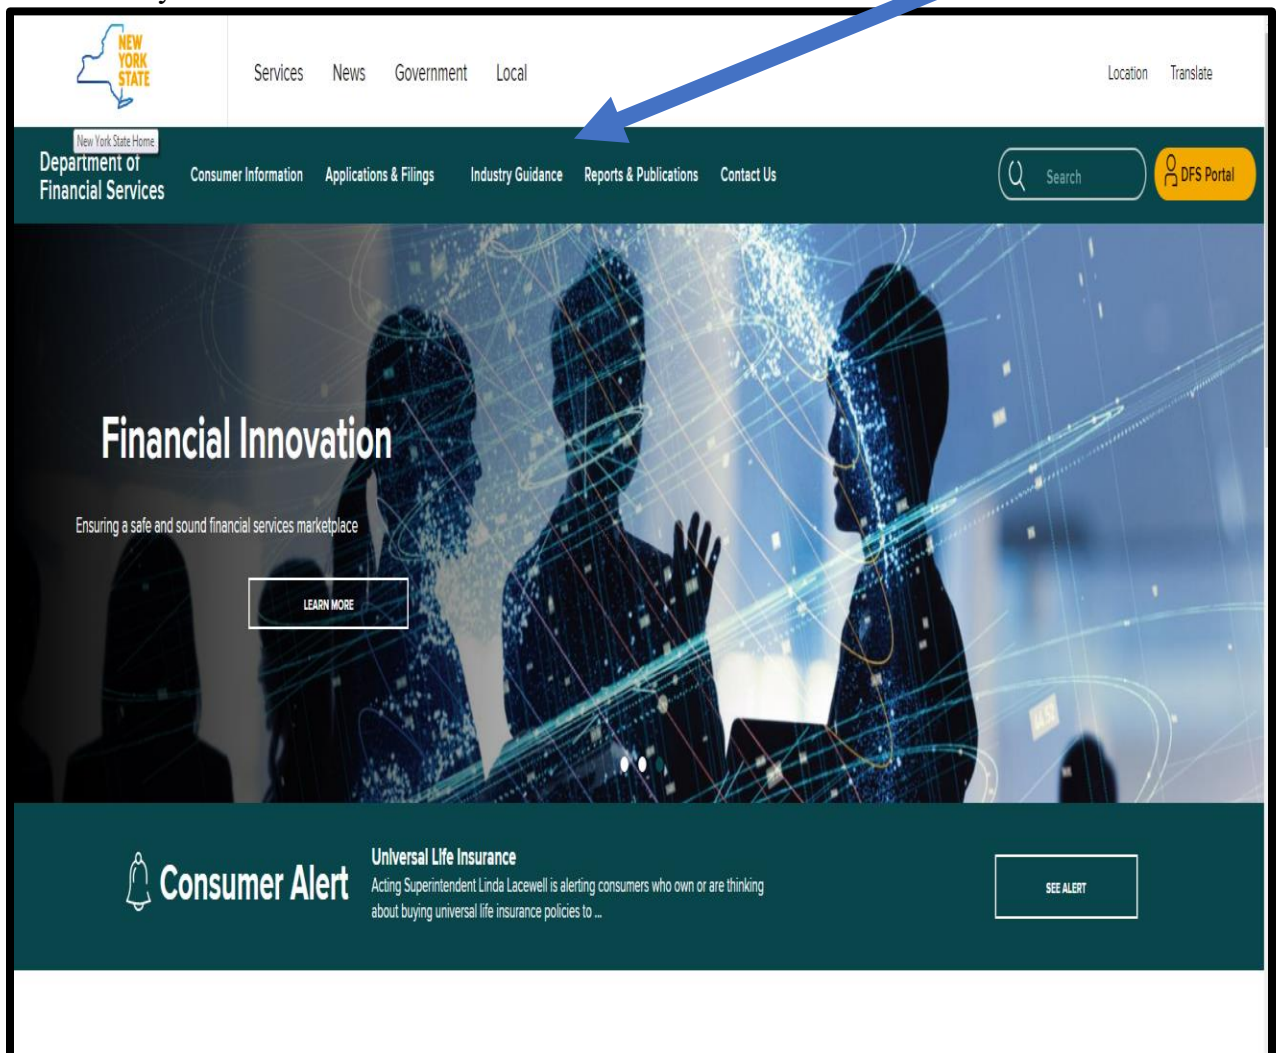 NEW
YORK
STATE
Services News Government Local
Location Translate
New York State Home
Department of
Financial Services
Consumer Information Applications & Filings Industry Guidance Reports & Publications Contact Us
Search
DFS Portal
Financial Innovation
Ensuring a safe and sound financial services marketplace
LEARN MORE
Consumer Alert
Universal Life Insurance
Acting Superintendent Linda Lacewell is alerting consumers who own or are thinking
about buying universal life insurance policies to ...
SEE ALERT